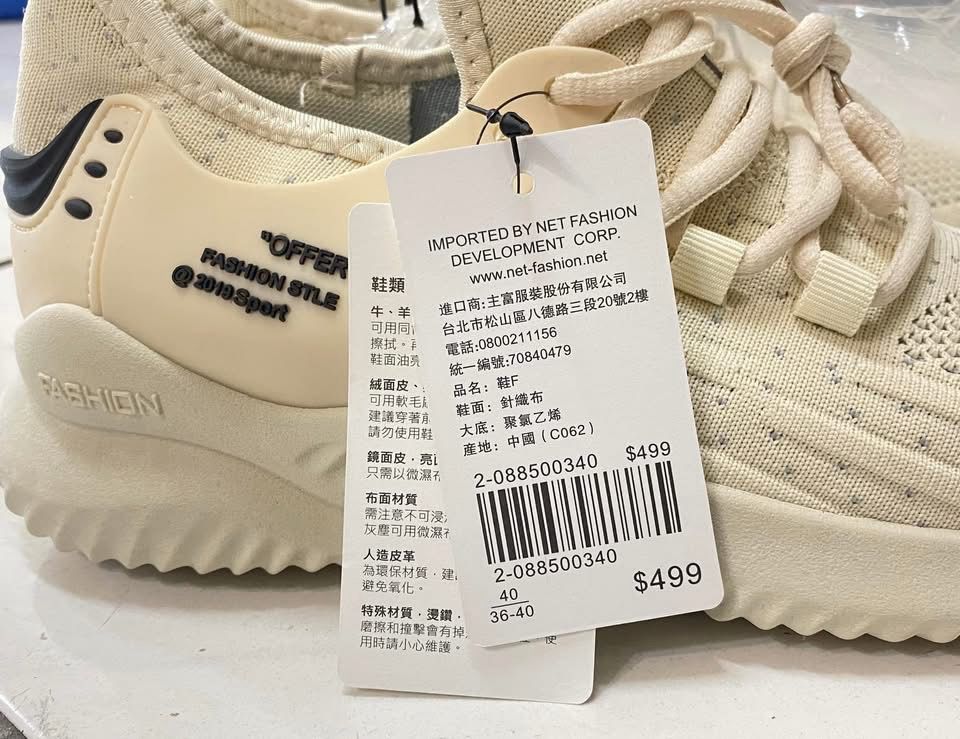 "OFFER
FASHION STLE
@ 2019 Sport
FASHION
IMPORTED BY NET FASHION
DEVELOPMENT CORP.
www.net-fashion.net
進口商:主富服裝股份有限公司
台北市松山區八德路三段20號2樓
電話:0800211156
統一編號:70840479
品名: 鞋F
鞋面: 針織布
大底: 聚氯乙烯
産地: 中國(C062)
2-088500340 $499
2-088500340
40
36-40
$499
鞋類
牛、羊
可用同
擦拭。
鞋面油亮
絨面皮、
可用軟毛
建議穿著前
請勿使用鞋
鏡面皮．亮
只需以微濕
布面材質
需注意不可浸
灰塵可用微濕
人造皮革
為環保材質．建
避免氧化。
特殊材質．燙鑽．
磨擦和撞擊會有掉
用時請小心維護。